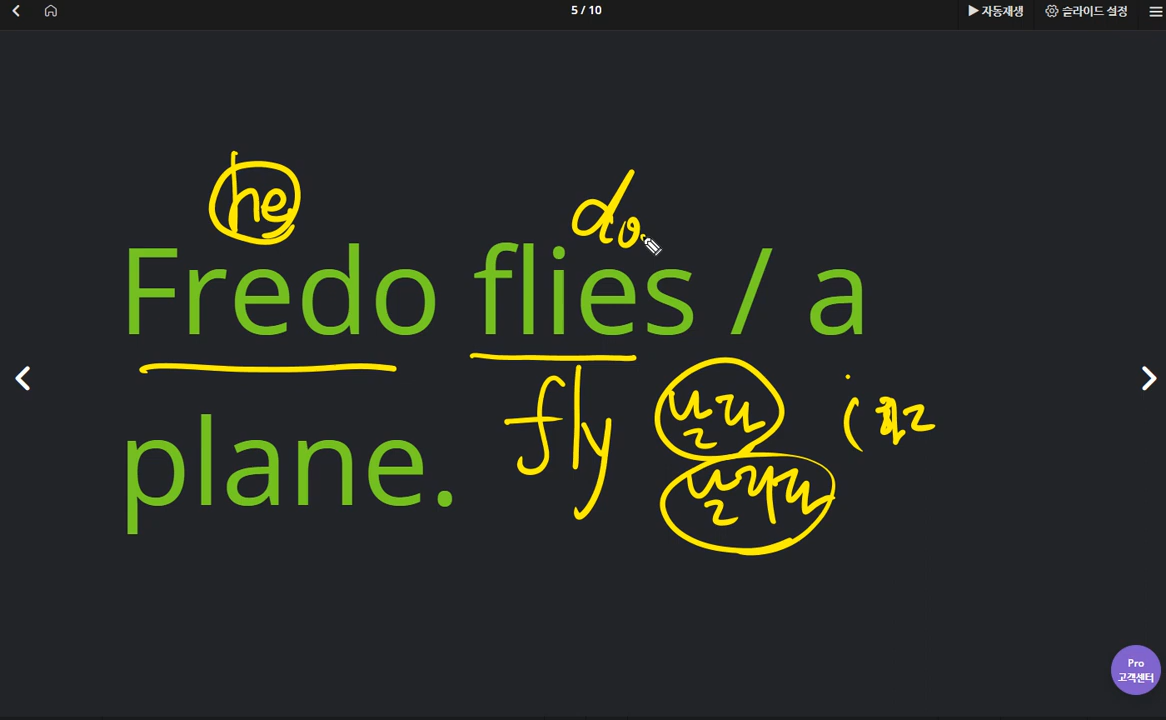 5 / 10
자동재생
슬라이드 설정
he
do
Fredo flies / a
plane.
fly
날다
날리다
Pro
고객센터